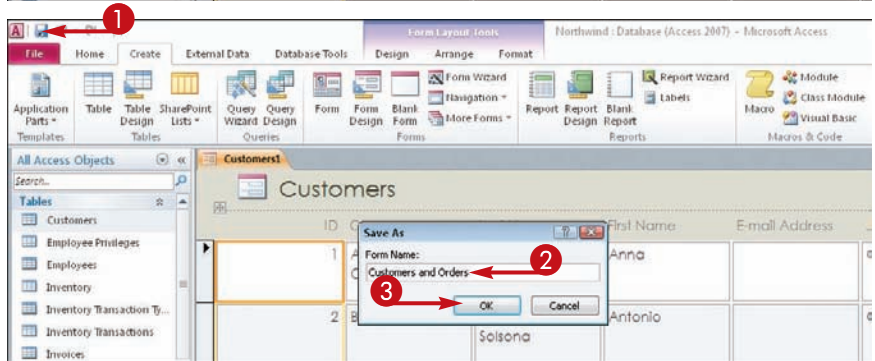 1
Form Layout Tools
Northwind : Database (Access 2007) - Microsoft Access
File Home Create External Data Database Tools Design Arrange Format
Application Parts
Table
Table Design
SharePoint Lists
Query Wizard
Query Design
Form
Form Design
Blank Form
Form Wizard
Navigation
More Forms
Report
Report Design
Blank Report
Report Wizard
Labels
Macro
Module
Class Module
Visual Basic
Templates Tables Queries Forms Reports Macros & Code
All Access Objects
Search...
Tables
Customers
Employee Privileges
Employees
Inventory
Inventory Transaction Ty...
Inventory Transactions
Invoices
Customers1
Customers
ID First Name E-mail Address
1 A Anna
2 B Antonio
Solsona
Save As
Form Name:
Customers and Orders
2
3
OK Cancel